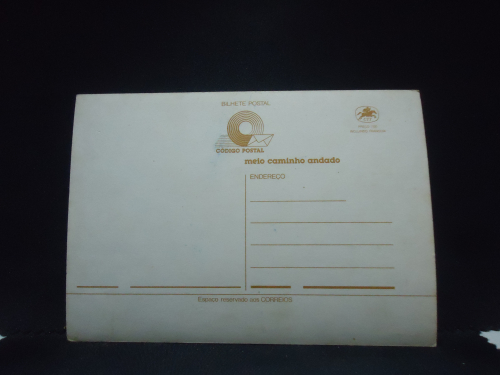 BILHETE POSTAL
CÓDIGO POSTAL
meio caminho andado
ENDEREÇO
Espaço reservado aos CORREIOS